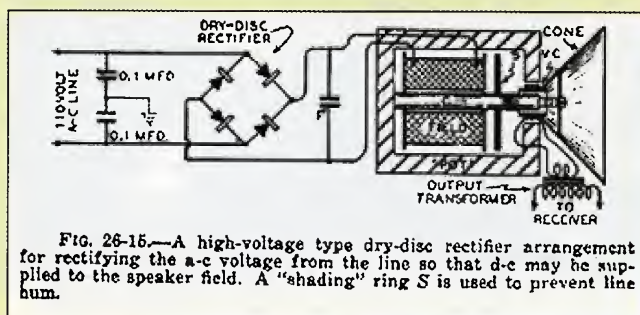 DRY-DISC
RECTIFIER
CONE
V.C.
110 VOLT
A-C LINE
0.1 MFD.
0.1 MFD.
FIELD
POT
OUTPUT
TRANSFORMER
TO
RECEIVER
FIG. 26-15.—A high-voltage type dry-disc rectifier arrangement
for rectifying the a-c voltage from the line so that d-c may be sup-
plied to the speaker field. A "shading" ring S is used to prevent line
hum.